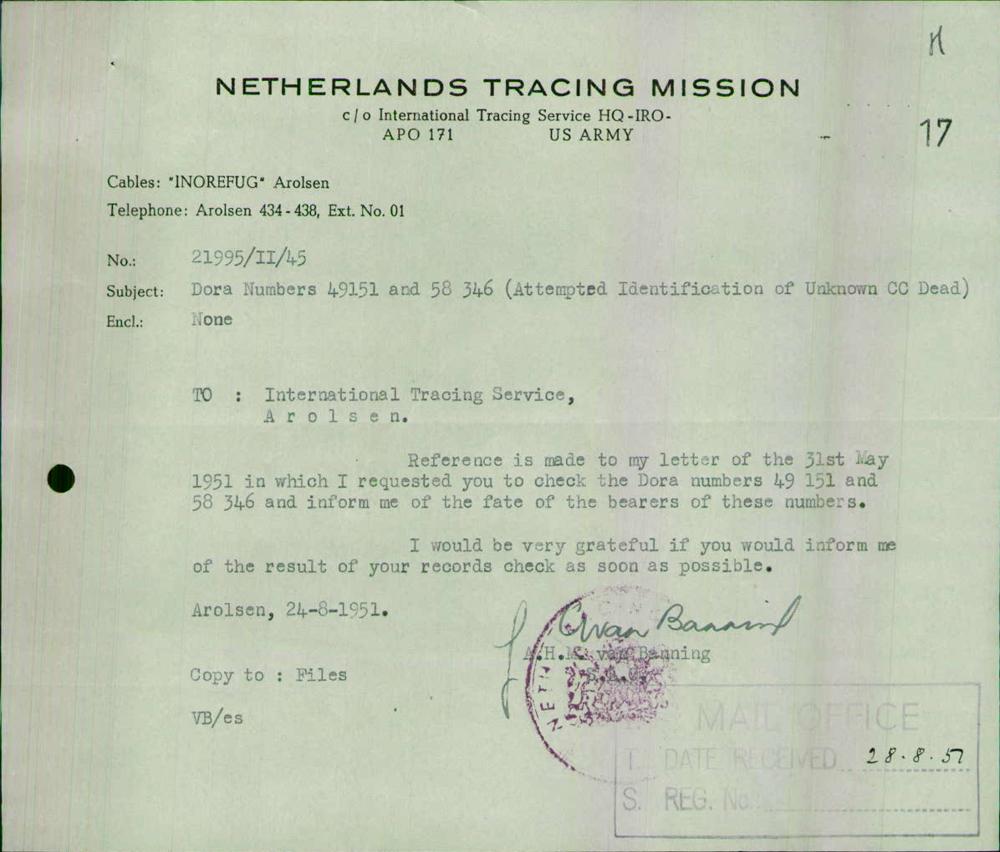 17
NETHERLANDS TRACING MISSION
c/o International Tracing Service HQ-IRO-
APO 171 US ARMY
Cables: "INOREFUG" Arolsen
Telephone: Arolsen 434-438, Ext. No. 01
No.: 21995/II/45
Subject: Dora Numbers 49151 and 58 346 (Attempted Identification of Unknown CC Dead)
Encl.: None
TO : International Tracing Service,
A r o l s e n.
Reference is made to my letter of the 31st May
1951 in which I requested you to check the Dora numbers 49 151 and
58 346 and inform me of the fate of the bearers of these numbers.
I would be very grateful if you would inform me
of the result of your records check as soon as possible.
Arolsen, 24-8-1951.
van Banning
A.H. van Banning
Copy to : Files
VB/es
NETH
MAIL OFFICE
T. DATE RECEIVED 28.8.51
S. REG. No.